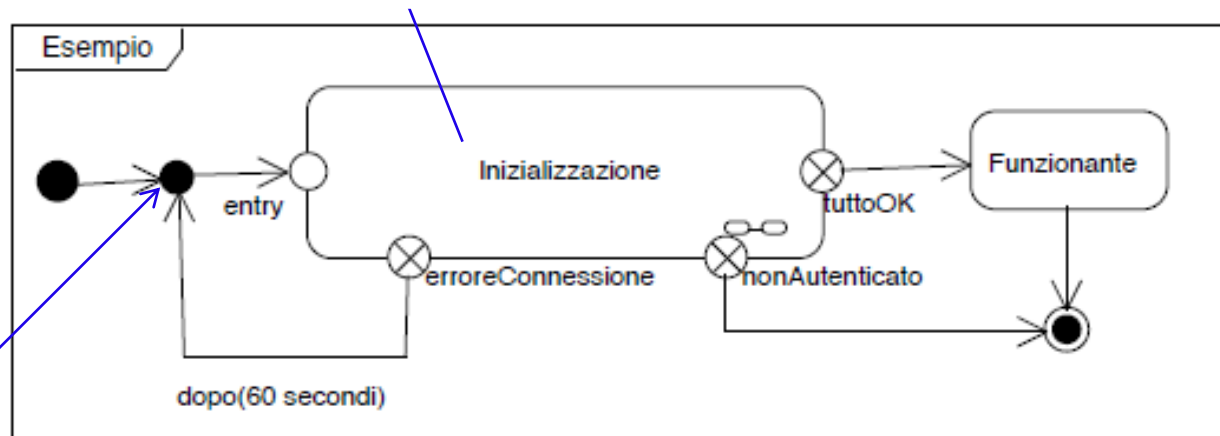 Esempio
Inizializzazione
Funzionante
entry
tuttoOK
erroreConnessione
nonAutenticato
dopo(60 secondi)